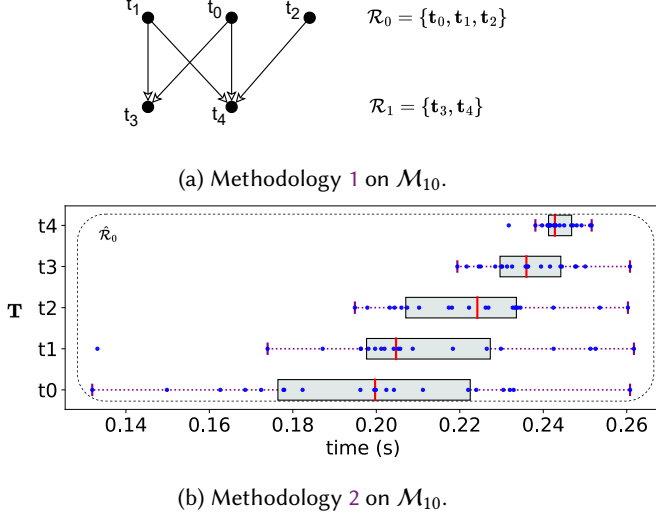 t₁ t₀ t₂ ℛ₀ = {t₀, t₁, t₂}
t₃ t₄ ℛ₁ = {t₃, t₄}
(a) Methodology 1 on ℳ₁₀.
t4
ℛ̂₀
t3
T t2
t1
t0
0.14 0.16 0.18 0.20 0.22 0.24 0.26
time (s)
(b) Methodology 2 on ℳ₁₀.